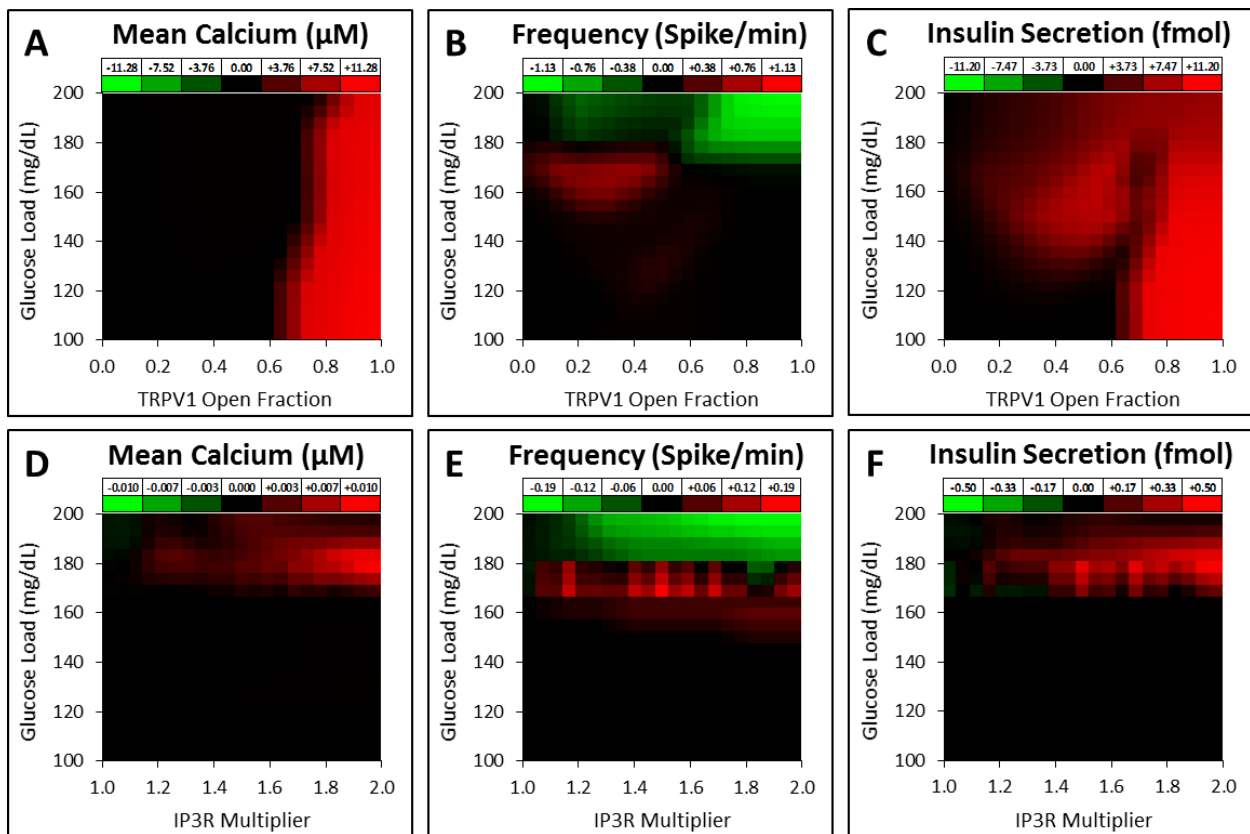 A Mean Calcium (µM)
-11.28 -7.52 -3.76 0.00 +3.76 +7.52 +11.28
200
180
160
140
120
100
Glucose Load (mg/dL)
0.0 0.2 0.4 0.6 0.8 1.0
TRPV1 Open Fraction
B Frequency (Spike/min)
-1.13 -0.76 -0.38 0.00 +0.38 +0.76 +1.13
200
180
160
140
120
100
Glucose Load (mg/dL)
0.0 0.2 0.4 0.6 0.8 1.0
TRPV1 Open Fraction
C Insulin Secretion (fmol)
-11.20 -7.47 -3.73 0.00 +3.73 +7.47 +11.20
200
180
160
140
120
100
Glucose Load (mg/dL)
0.0 0.2 0.4 0.6 0.8 1.0
TRPV1 Open Fraction
D Mean Calcium (µM)
-0.010 -0.007 -0.003 0.000 +0.003 +0.007 +0.010
200
180
160
140
120
100
Glucose Load (mg/dL)
1.0 1.2 1.4 1.6 1.8 2.0
IP3R Multiplier
E Frequency (Spike/min)
-0.19 -0.12 -0.06 0.00 +0.06 +0.12 +0.19
200
180
160
140
120
100
Glucose Load (mg/dL)
1.0 1.2 1.4 1.6 1.8 2.0
IP3R Multiplier
F Insulin Secretion (fmol)
-0.50 -0.33 -0.17 0.00 +0.17 +0.33 +0.50
200
180
160
140
120
100
Glucose Load (mg/dL)
1.0 1.2 1.4 1.6 1.8 2.0
IP3R Multiplier